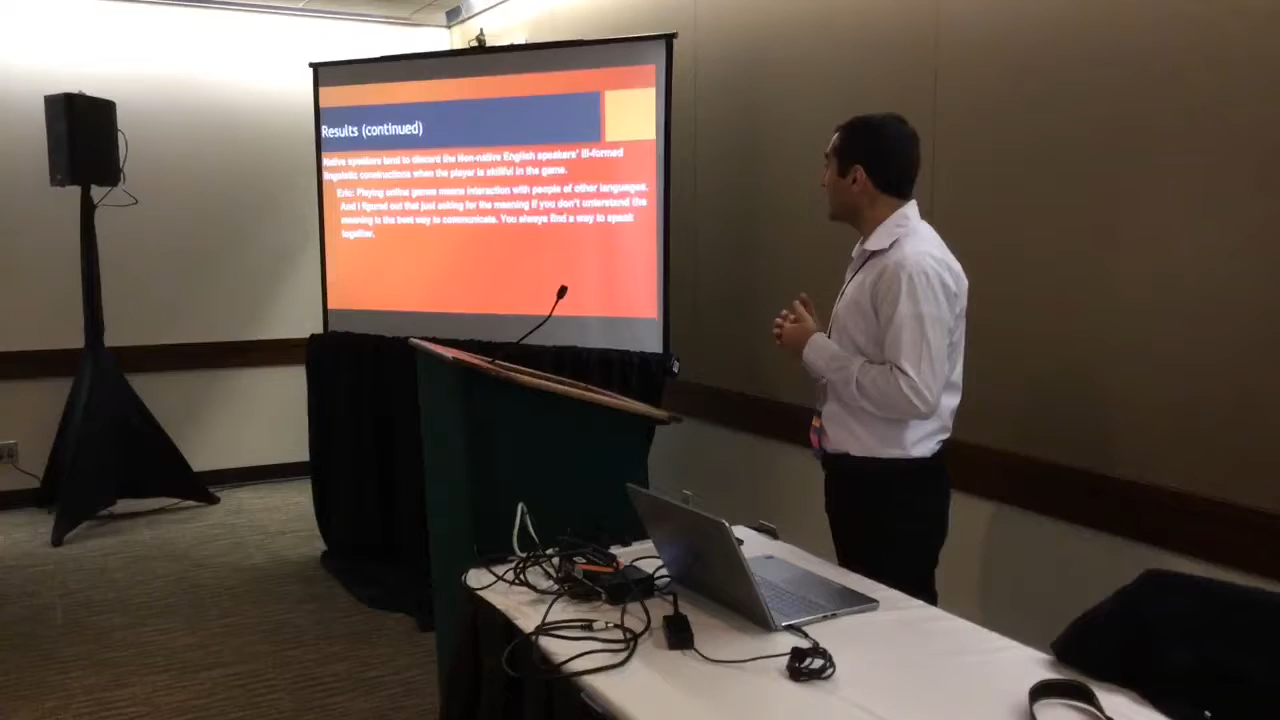 Results (continued)
Native speakers tend to discard the Non-native English speakers' ill-formed
linguistic constructions when the player is skillful in the game.
Eric: Playing online games means interaction with people of other languages.
And I figured out that just asking for the meaning if you don't understand the
meaning is the best way to communicate. You always find a way to speak
together.